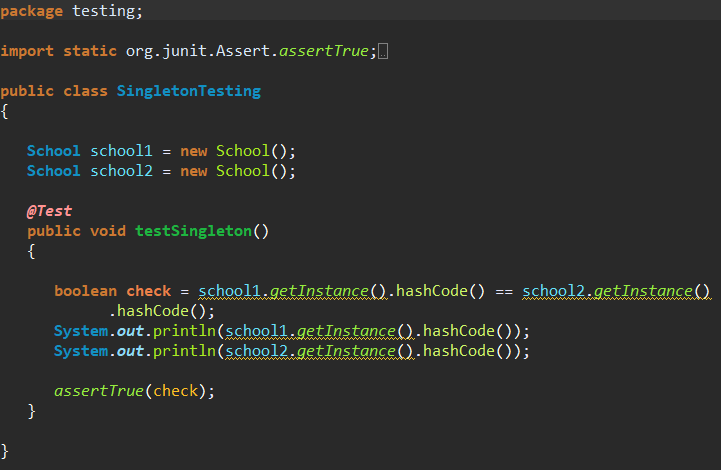 package testing;
import static org.junit.Assert.assertTrue;
public class SingletonTesting
{
School school1 = new School();
School school2 = new School();
@Test
public void testSingleton()
{
boolean check = school1.getInstance().hashCode() == school2.getInstance()
.hashCode();
System.out.println(school1.getInstance().hashCode());
System.out.println(school2.getInstance().hashCode());
assertTrue(check);
}
}